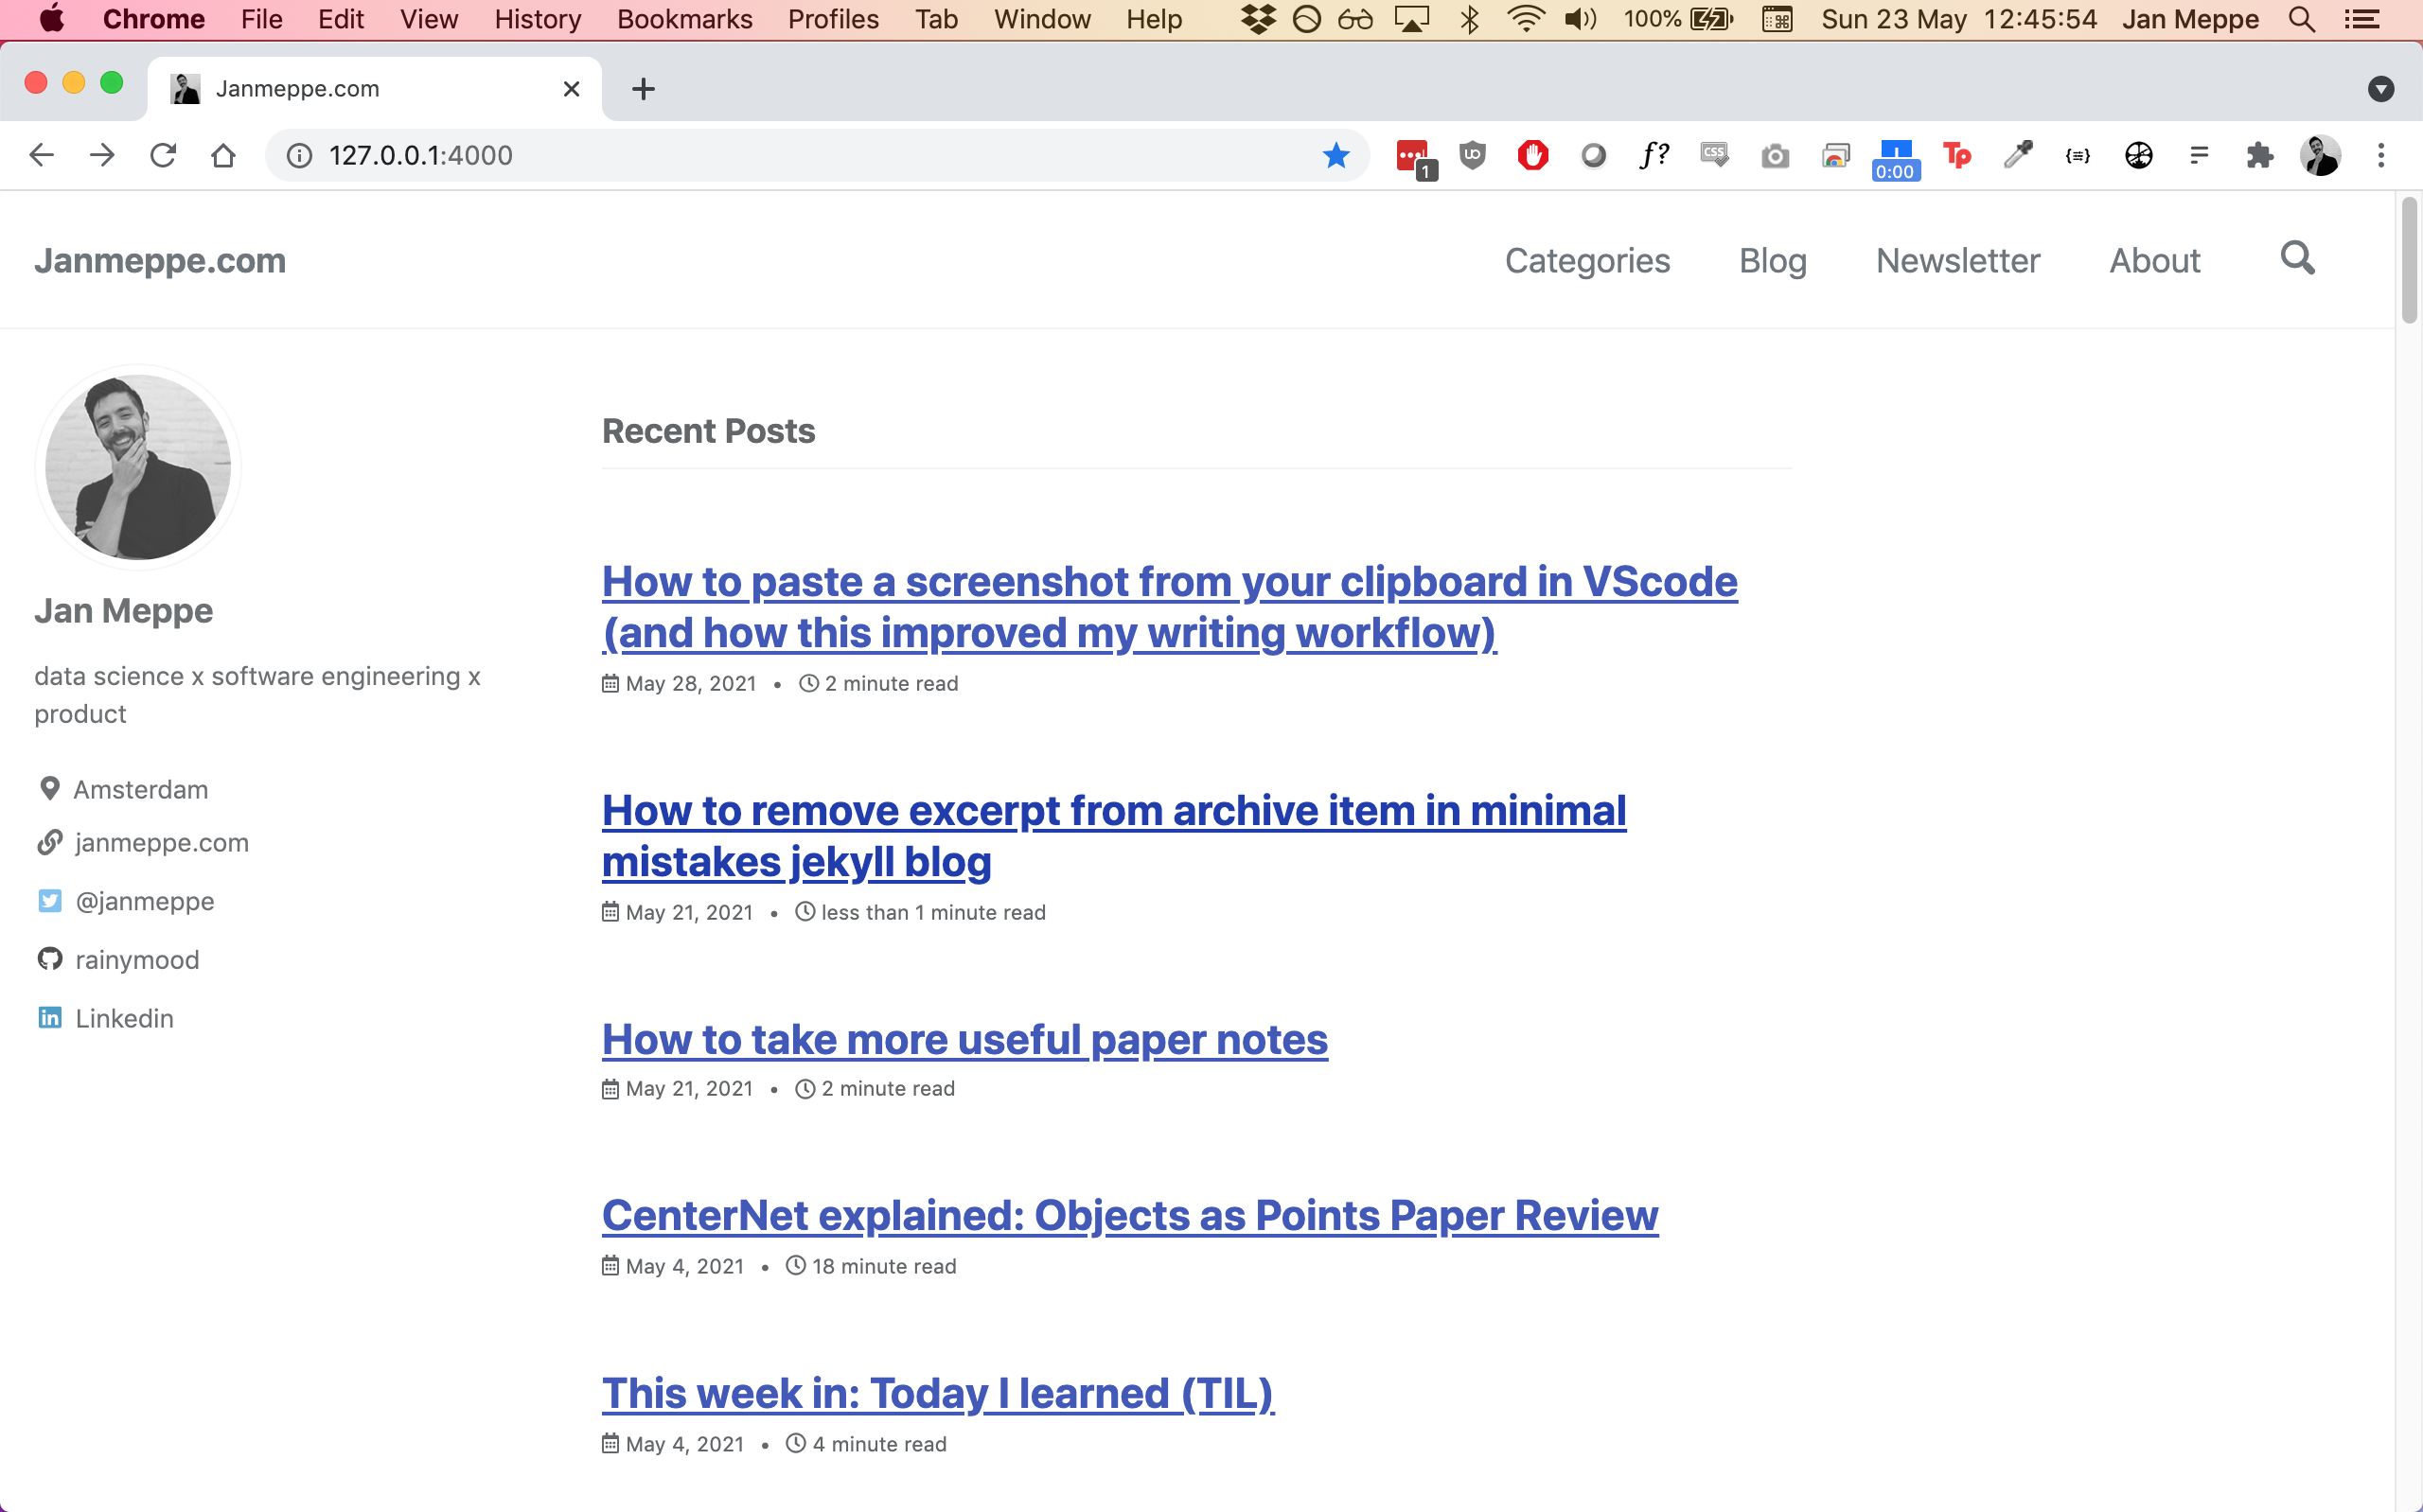 Chrome File Edit View History Bookmarks Profiles Tab Window Help 100% Sun 23 May 12:45:54 Jan Meppe
Janmeppe.com
127.0.0.1:4000
1
UO
f?
CSS
0:00
Tp
Janmeppe.com Categories Blog Newsletter About
Jan Meppe
data science x software engineering x
product
Amsterdam
janmeppe.com
@janmeppe
rainymood
in Linkedin
Recent Posts
How to paste a screenshot from your clipboard in VScode
(and how this improved my writing workflow)
May 28, 2021 • 2 minute read
How to remove excerpt from archive item in minimal
mistakes jekyll blog
May 21, 2021 • less than 1 minute read
How to take more useful paper notes
May 21, 2021 • 2 minute read
CenterNet explained: Objects as Points Paper Review
May 4, 2021 • 18 minute read
This week in: Today I learned (TIL)
May 4, 2021 • 4 minute read